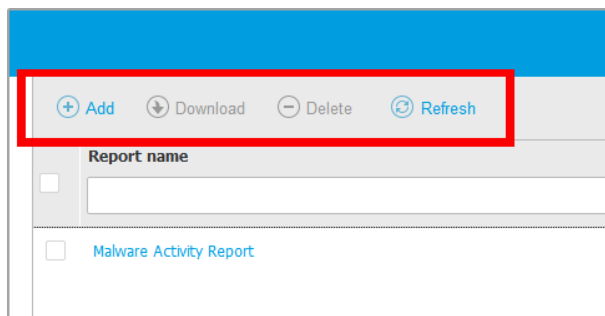 Add Download Delete Refresh
Report name
Malware Activity Report